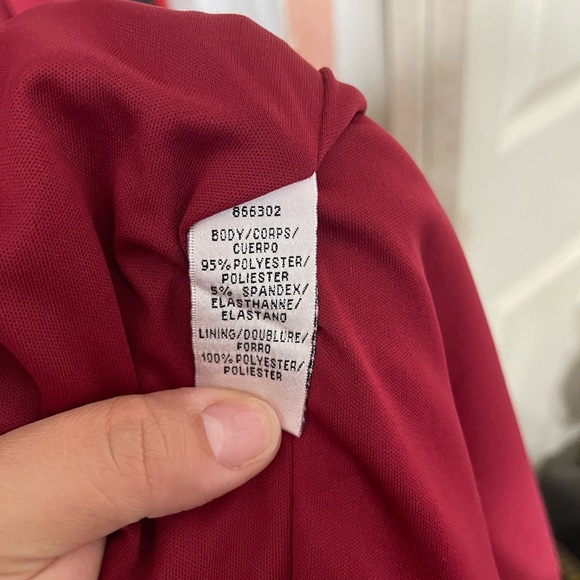 866302
BODY/CORPS/
CUERPO
95% POLYESTER/
POLIESTER
5% SPANDEX/
ELASTHANNE/
ELASTANO
LINING/DOUBLURE/
FORRO
100% POLYESTER/
POLIESTER